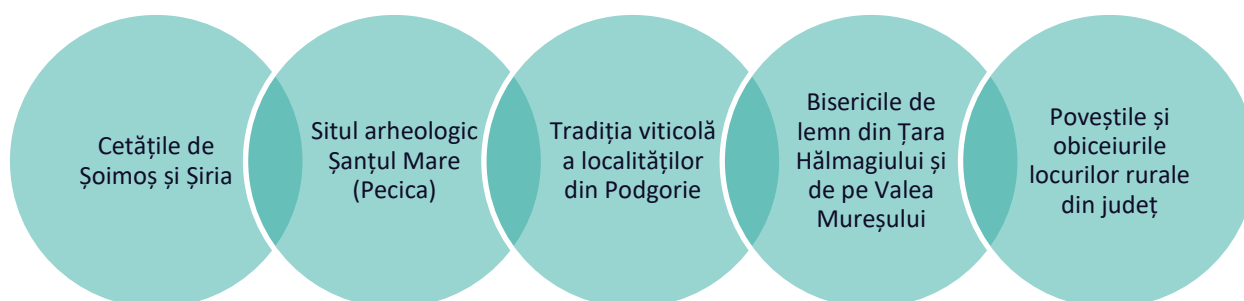 Cetățile de
Șoimoș și Șiria
Situl arheologic
Șanțul Mare
(Pecica)
Tradiția viticolă
a localităților
din Podgorie
Bisericile de
lemn din Țara
Hălmagiului și
de pe Valea
Mureșului
Poveștile și
obiceiurile
locurilor rurale
din județ